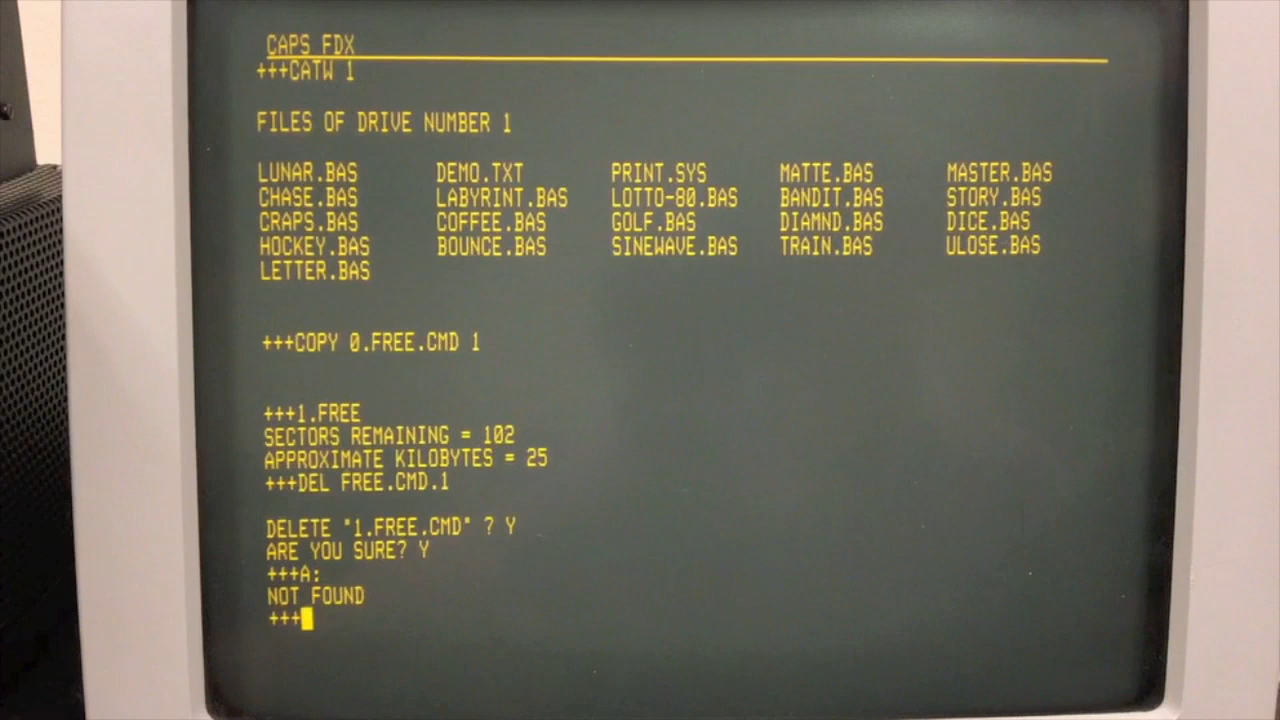 CAPS FDX
+++CATW 1
FILES OF DRIVE NUMBER 1
LUNAR.BAS DEMO.TXT PRINT.SYS MATTE.BAS MASTER.BAS
CHASE.BAS LABYRINT.BAS LOTTO-80.BAS BANDIT.BAS STORY.BAS
CRAPS.BAS COFFEE.BAS GOLF.BAS DIAMND.BAS DICE.BAS
HOCKEY.BAS BOUNCE.BAS SINEWAVE.BAS TRAIN.BAS ULOSE.BAS
LETTER.BAS
+++COPY 0.FREE.CMD 1
+++1.FREE
SECTORS REMAINING = 102
APPROXIMATE KILOBYTES = 25
+++DEL FREE.CMD.1
DELETE "1.FREE.CMD" ? Y
ARE YOU SURE? Y
+++A:
NOT FOUND
+++